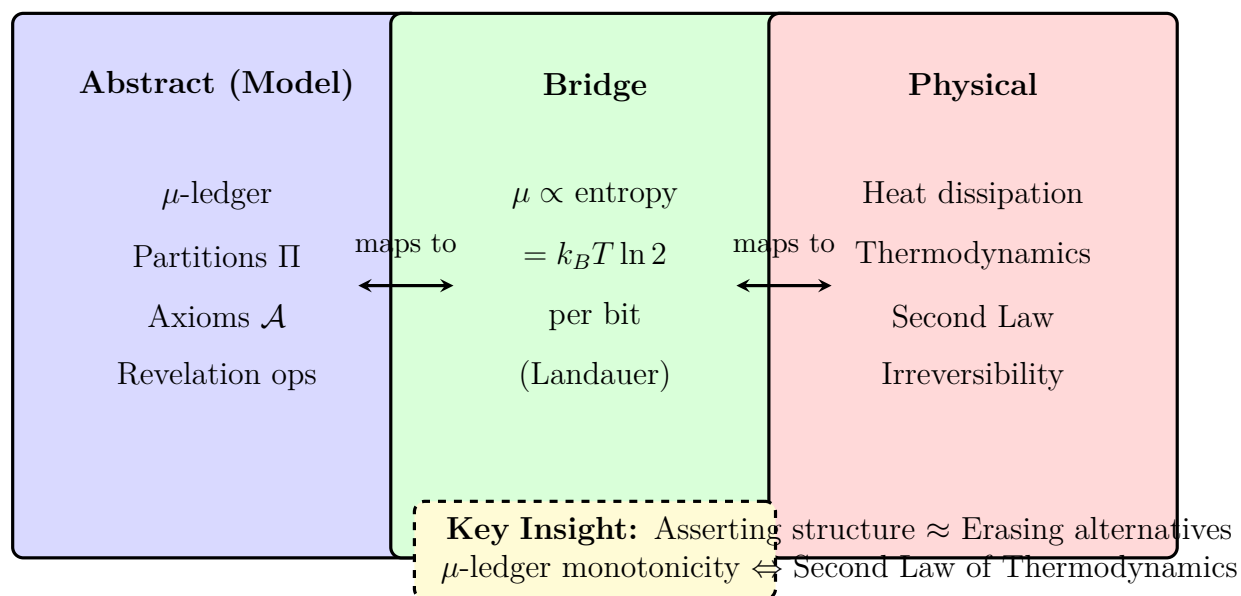 Abstract (Model)
μ-ledger
Partitions Π
Axioms 𝒜
Revelation ops
maps to
Bridge
μ ∝ entropy
= k_B T ln 2
per bit
(Landauer)
maps to
Physical
Heat dissipation
Thermodynamics
Second Law
Irreversibility
Key Insight: Asserting structure ≈ Erasing alternatives
μ-ledger monotonicity ⇔ Second Law of Thermodynamics